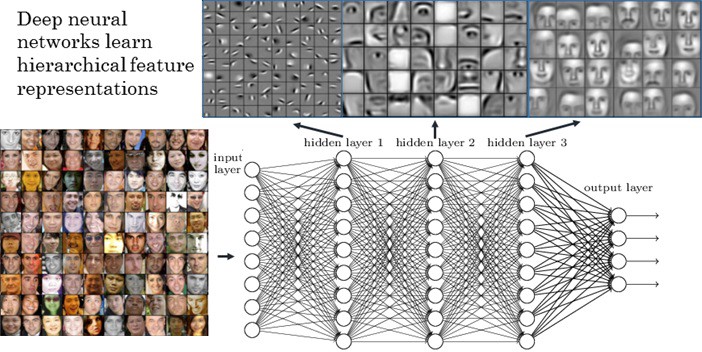 Deep neural
networks learn
hierarchical feature
representations
hidden layer 1 hidden layer 2 hidden layer 3
input
layer
output layer